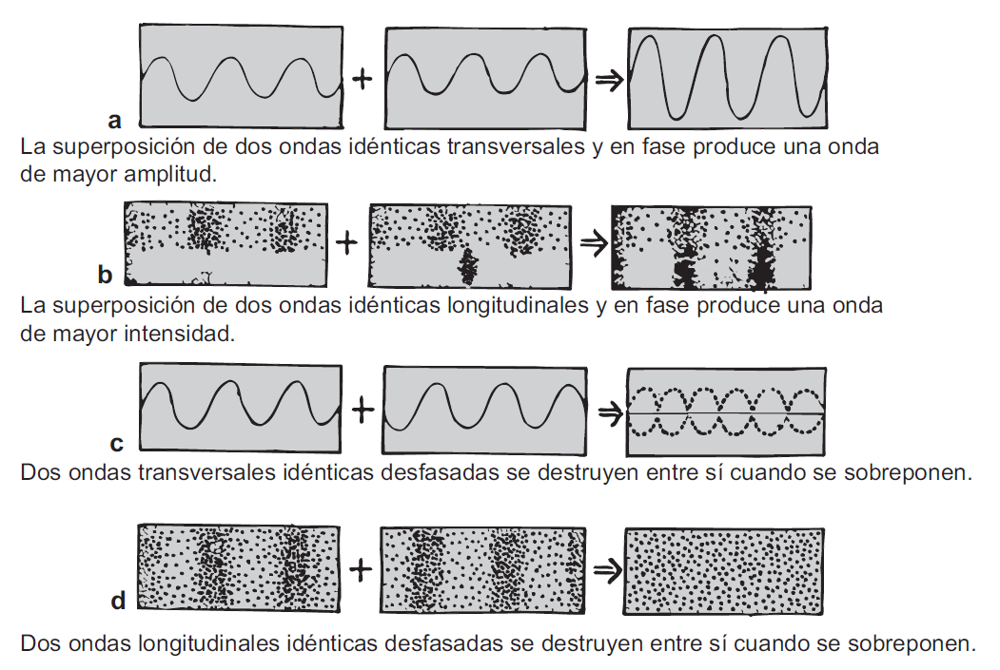 a
La superposición de dos ondas idénticas transversales y en fase produce una onda
de mayor amplitud.
b
La superposición de dos ondas idénticas longitudinales y en fase produce una onda
de mayor intensidad.
c
Dos ondas transversales idénticas desfasadas se destruyen entre sí cuando se sobreponen.
d
Dos ondas longitudinales idénticas desfasadas se destruyen entre sí cuando se sobreponen.